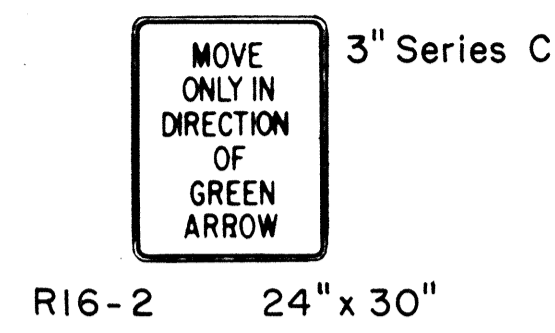 MOVE
ONLY IN
DIRECTION
OF
GREEN
ARROW
3" Series C
R16-2 24" x 30"